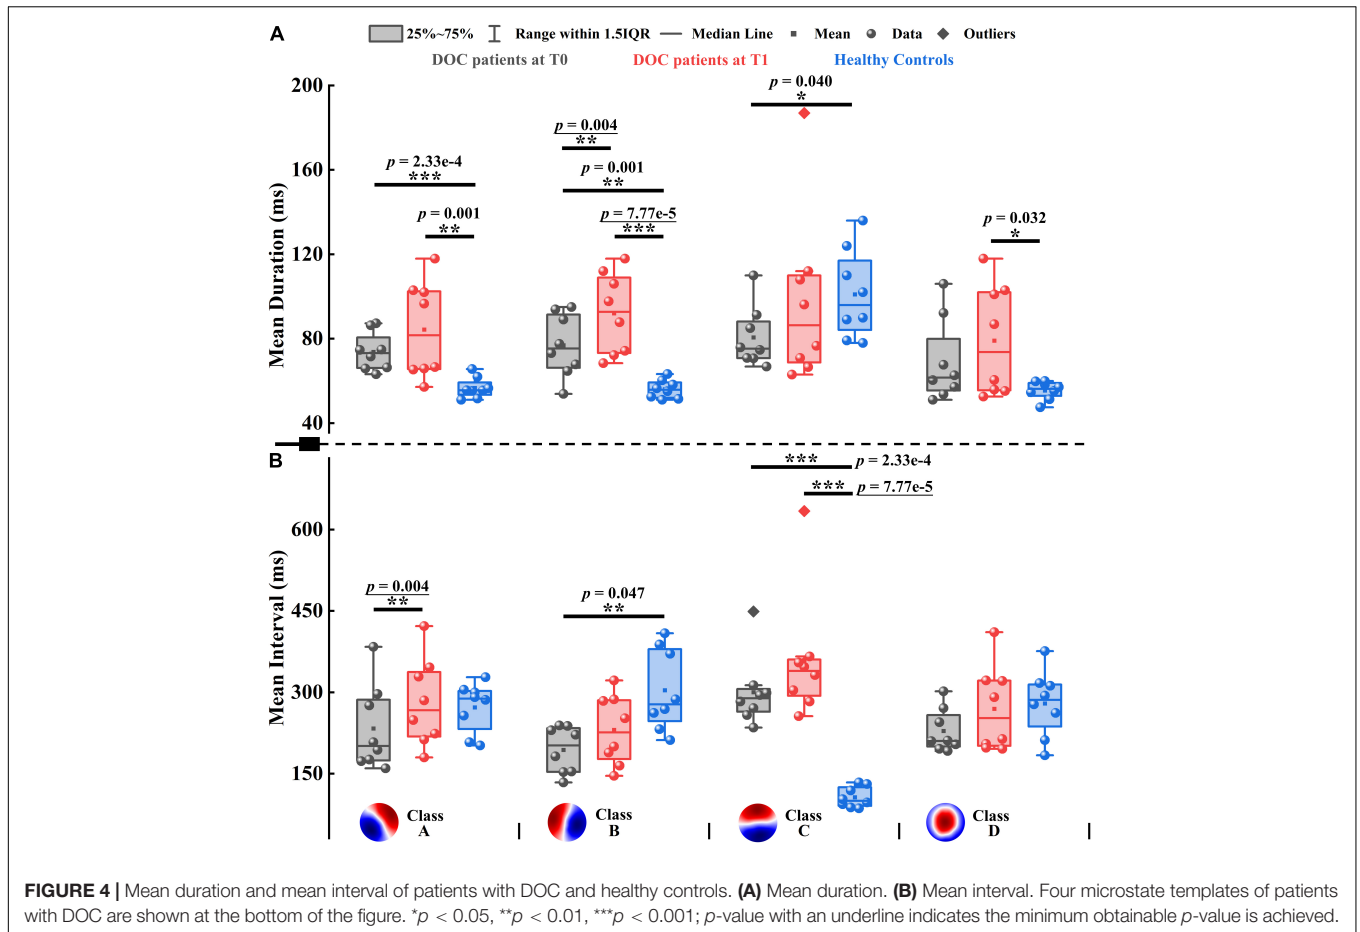 A
25%~75% Range within 1.5IQR Median Line Mean Data Outliers
DOC patients at T0 DOC patients at T1 Healthy Controls
Mean Duration (ms)
200
160
120
80
40
p = 2.33e-4
***
p = 0.001
**
p = 0.004
**
p = 0.001
**
p = 7.77e-5
***
p = 0.040
*
p = 0.032
*
B
Mean Interval (ms)
600
450
300
150
p = 0.004
**
p = 0.047
**
*** p = 2.33e-4
*** p = 7.77e-5
Class
A
Class
B
Class
C
Class
D
FIGURE 4 | Mean duration and mean interval of patients with DOC and healthy controls. (A) Mean duration. (B) Mean interval. Four microstate templates of patients
with DOC are shown at the bottom of the figure. *p < 0.05, **p < 0.01, ***p < 0.001; p-value with an underline indicates the minimum obtainable p-value is achieved.